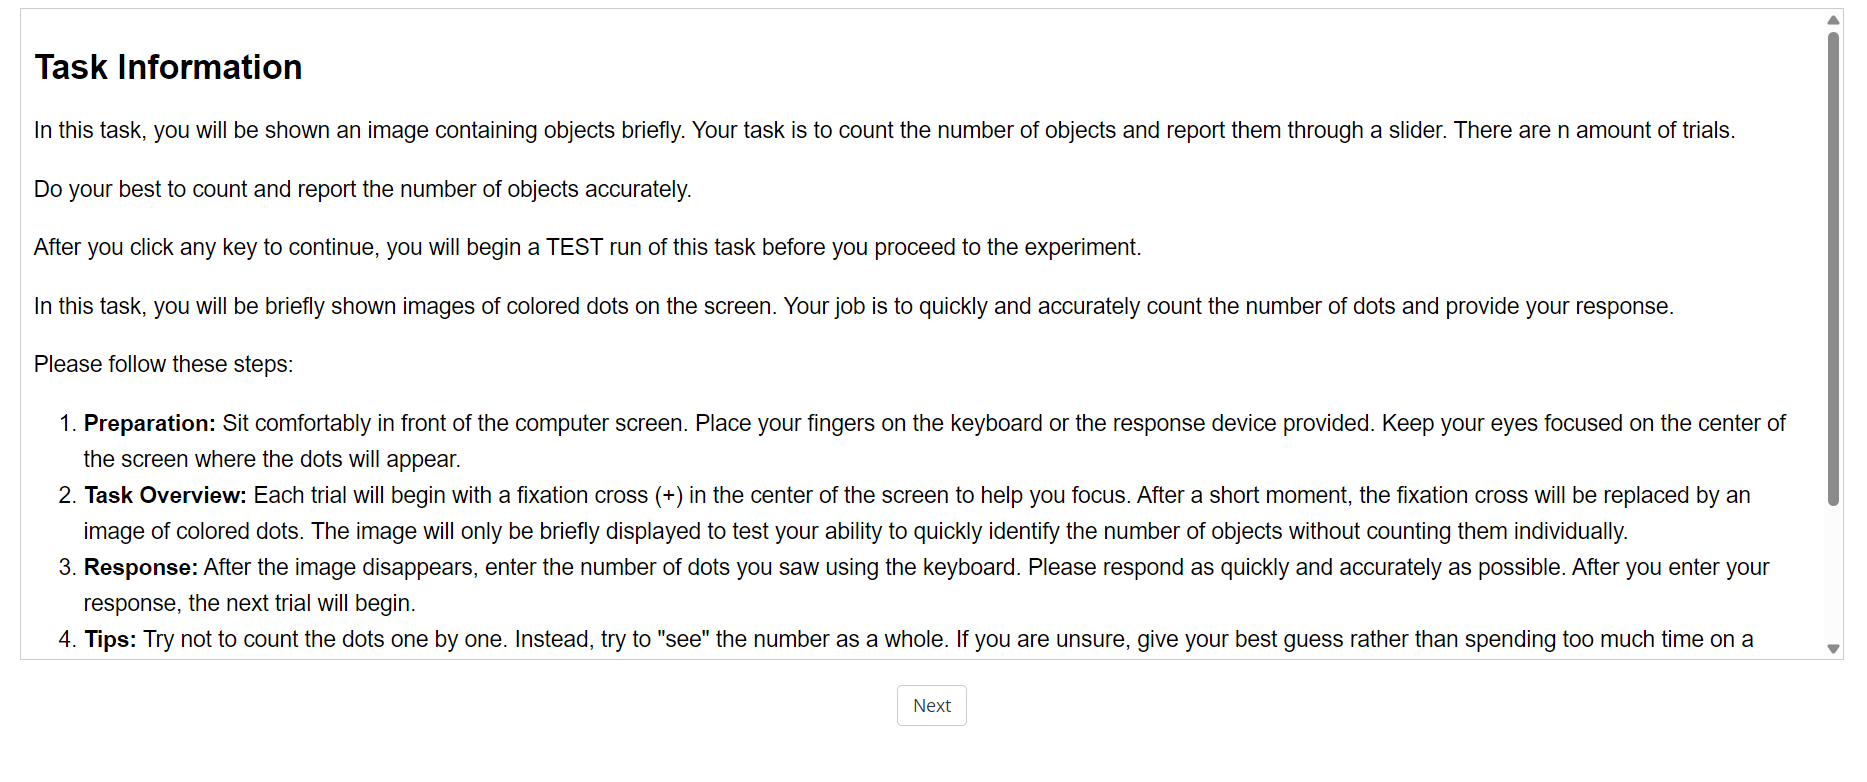 Task Information
In this task, you will be shown an image containing objects briefly. Your task is to count the number of objects and report them through a slider. There are n amount of trials.
Do your best to count and report the number of objects accurately.
After you click any key to continue, you will begin a TEST run of this task before you proceed to the experiment.
In this task, you will be briefly shown images of colored dots on the screen. Your job is to quickly and accurately count the number of dots and provide your response.
Please follow these steps:
1. Preparation: Sit comfortably in front of the computer screen. Place your fingers on the keyboard or the response device provided. Keep your eyes focused on the center of
the screen where the dots will appear.
2. Task Overview: Each trial will begin with a fixation cross (+) in the center of the screen to help you focus. After a short moment, the fixation cross will be replaced by an
image of colored dots. The image will only be briefly displayed to test your ability to quickly identify the number of objects without counting them individually.
3. Response: After the image disappears, enter the number of dots you saw using the keyboard. Please respond as quickly and accurately as possible. After you enter your
response, the next trial will begin.
4. Tips: Try not to count the dots one by one. Instead, try to "see" the number as a whole. If you are unsure, give your best guess rather than spending too much time on a
Next